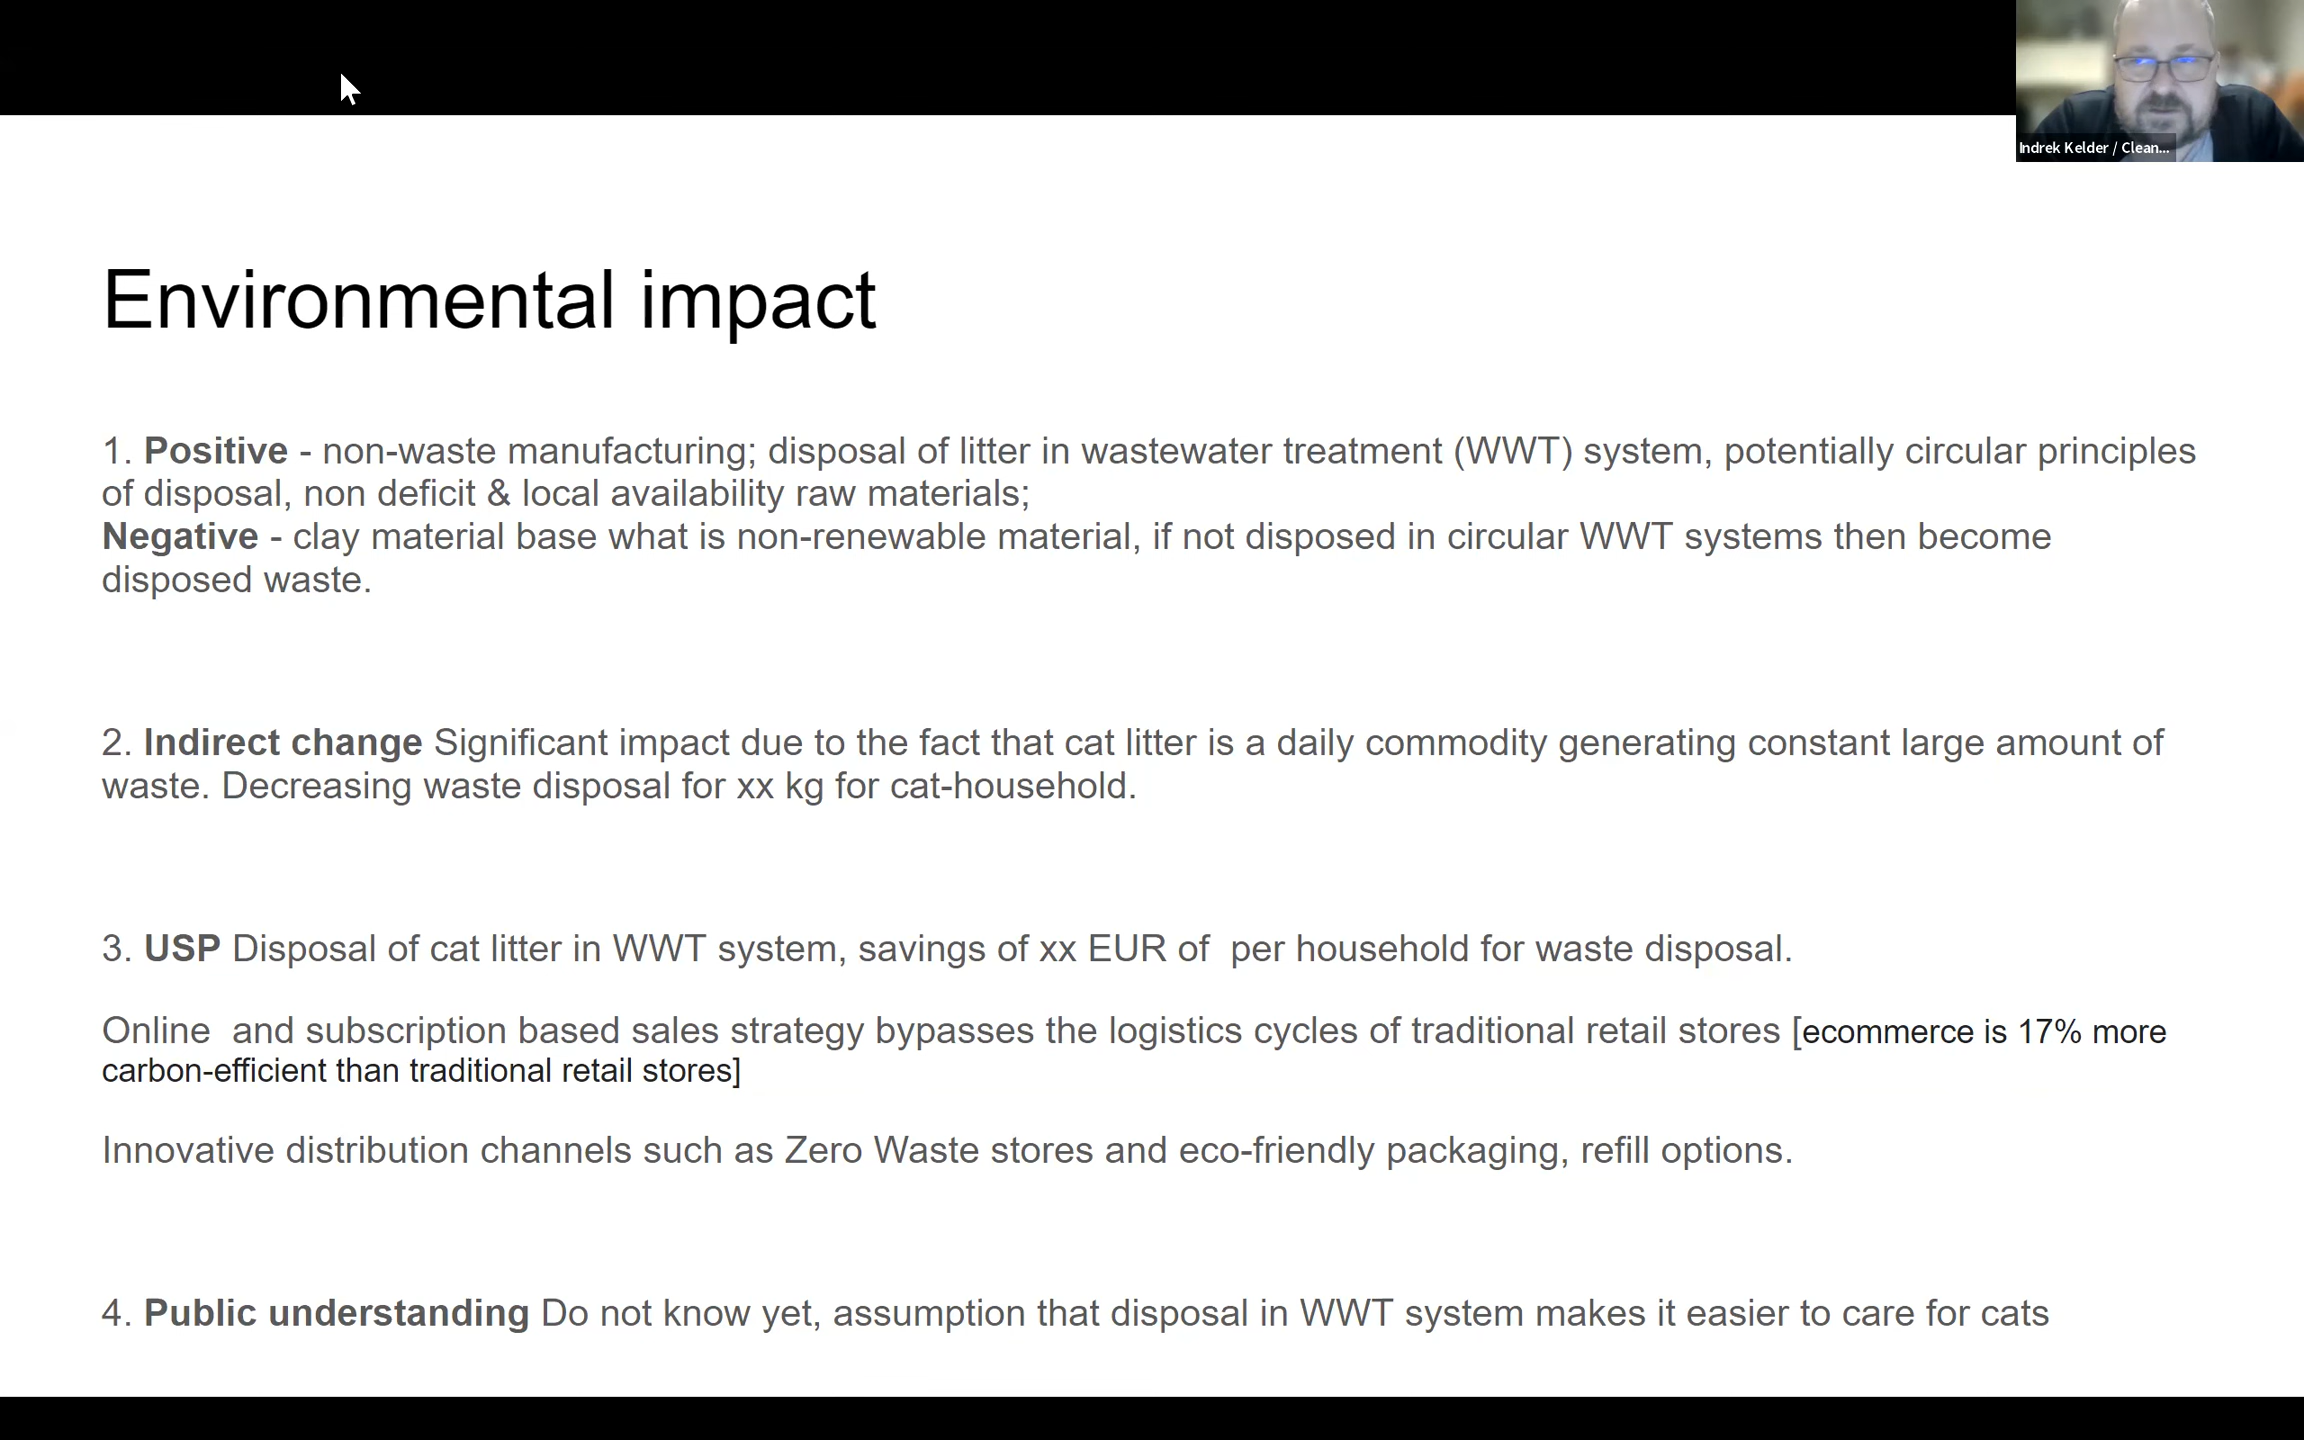 Indrek Kelder / Clean...
Environmental impact
1. Positive - non-waste manufacturing; disposal of litter in wastewater treatment (WWT) system, potentially circular principles
of disposal, non deficit & local availability raw materials;
Negative - clay material base what is non-renewable material, if not disposed in circular WWT systems then become
disposed waste.
2. Indirect change Significant impact due to the fact that cat litter is a daily commodity generating constant large amount of
waste. Decreasing waste disposal for xx kg for cat-household.
3. USP Disposal of cat litter in WWT system, savings of xx EUR of  per household for waste disposal.
Online  and subscription based sales strategy bypasses the logistics cycles of traditional retail stores [ecommerce is 17% more
carbon-efficient than traditional retail stores]
Innovative distribution channels such as Zero Waste stores and eco-friendly packaging, refill options.
4. Public understanding Do not know yet, assumption that disposal in WWT system makes it easier to care for cats